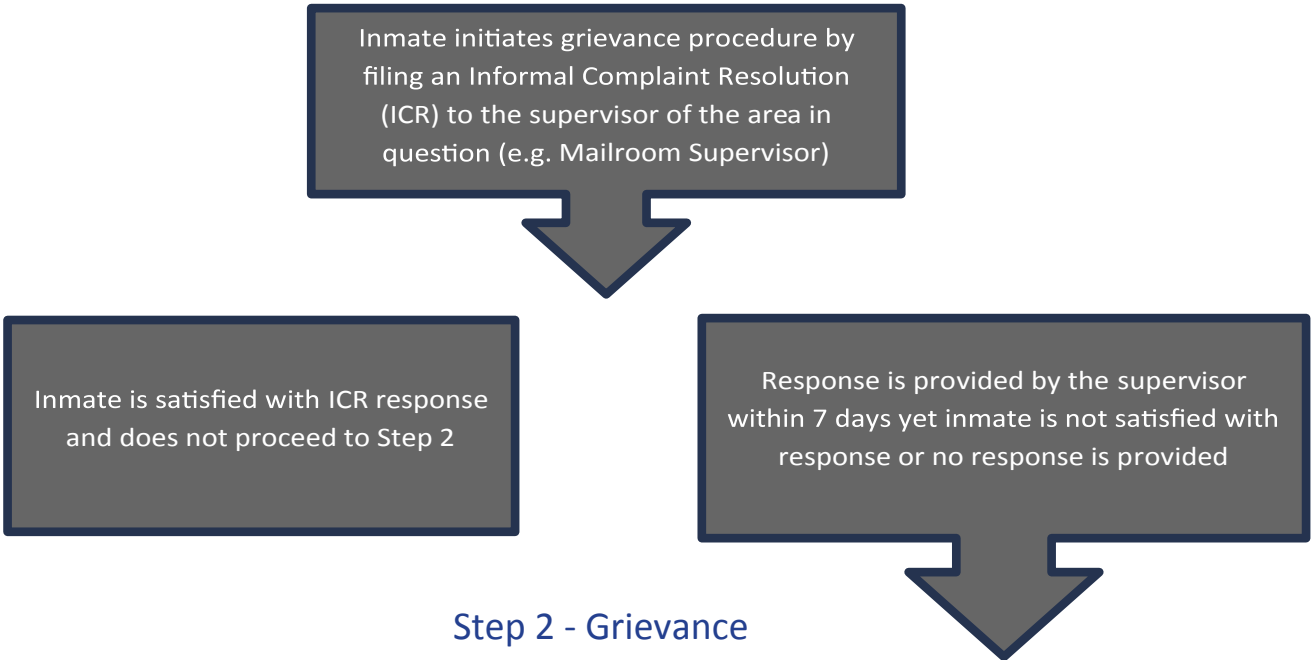 Inmate initiates grievance procedure by
filing an Informal Complaint Resolution
(ICR) to the supervisor of the area in
question (e.g. Mailroom Supervisor)
Inmate is satisfied with ICR response
and does not proceed to Step 2
Response is provided by the supervisor
within 7 days yet inmate is not satisfied with
response or no response is provided
Step 2 - Grievance